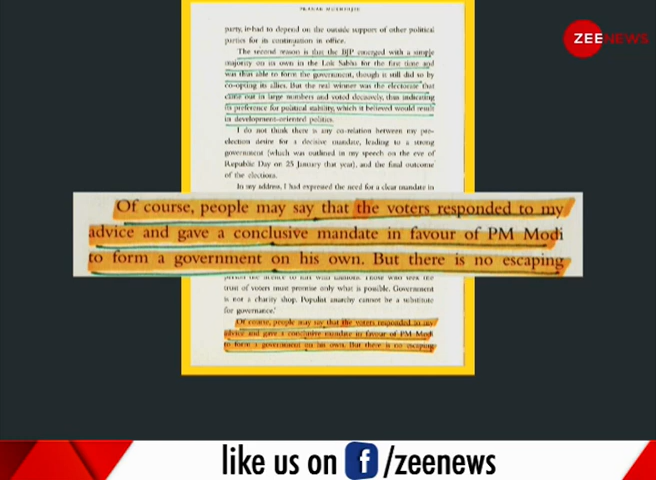 PRANAB MUKHERJEE
party, it had to depend on the outside support of other political
parties for its continuation in office.
The second reason is that the BJP emerged with a simple
majority on its own in the Lok Sabha for the first time and
was thus able to form the government, though it still did so by
co-opting its allies. But the real winner was the electorate that
came out in large numbers and voted decisively, thus indicating
its preference for political stability, which it believed would result
in development-oriented politics.
I do not think there is any co-relation between my pre-
election desire for a decisive mandate, leading to a strong
government (which was outlined in my speech on the eve of
Republic Day on 25 January that year), and the final outcome
of the elections.
In my address, I had expressed the need for a clear mandate in
Of course, people may say that the voters responded to my
advice and gave a conclusive mandate in favour of PM Modi
to form a government on his own. But there is no escaping
trust of voters must promise only what is possible. Government
is not a charity shop. Populist anarchy cannot be a substitute
for governance.'
Of course, people may say that the voters responded to my
advice and gave a conclusive mandate in favour of PM Modi
to form a government on his own. But there is no escaping
ZEE NEWS
like us on f/zeenews